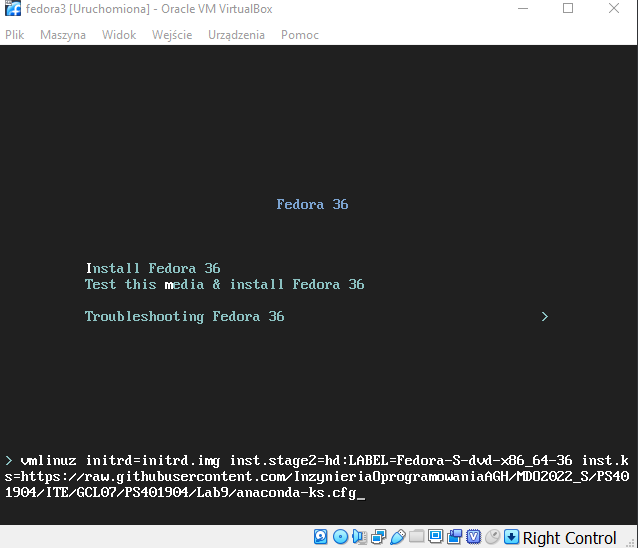 fedora3 [Uruchomiona] - Oracle VM VirtualBox
Plik Maszyna Widok Wejście Urządzenia Pomoc
Fedora 36
Install Fedora 36
Test this media & install Fedora 36
Troubleshooting Fedora 36 >
> vmlinuz initrd=initrd.img inst.stage2=hd:LABEL=Fedora-S-dvd-x86_64-36 inst.k
s=https://raw.githubusercontent.com/InzynieriaOprogramowaniaAGH/MDO2022_S/PS40
1904/ITE/GCL07/PS401904/Lab9/anaconda-ks.cfg_
Right Control